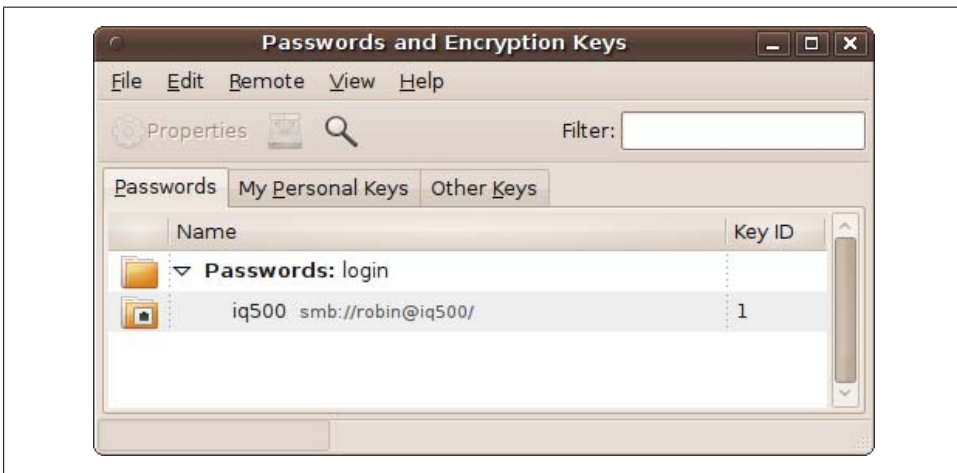 Passwords and Encryption Keys
File Edit Remote View Help
Properties Filter:
Passwords My Personal Keys Other Keys
Name Key ID
Passwords: login
iq500 smb://robin@iq500/ 1